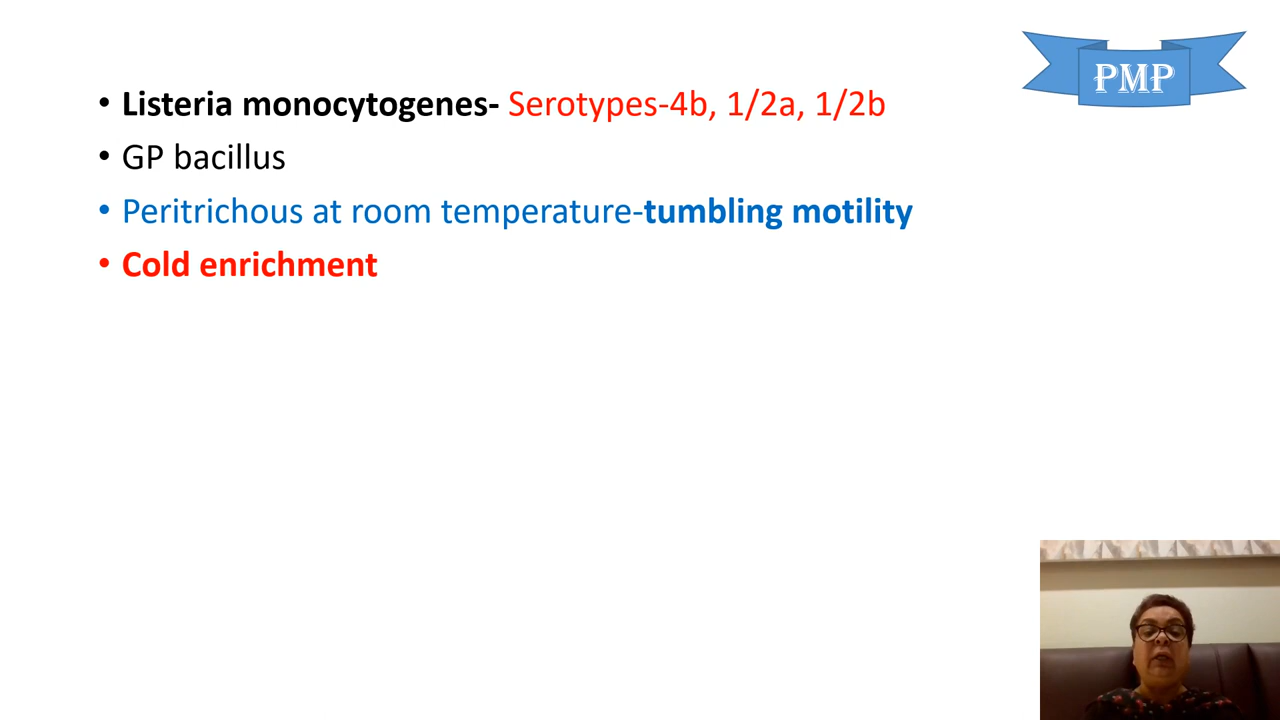 PMP
• Listeria monocytogenes- Serotypes-4b, 1/2a, 1/2b
• GP bacillus
• Peritrichous at room temperature-tumbling motility
• Cold enrichment